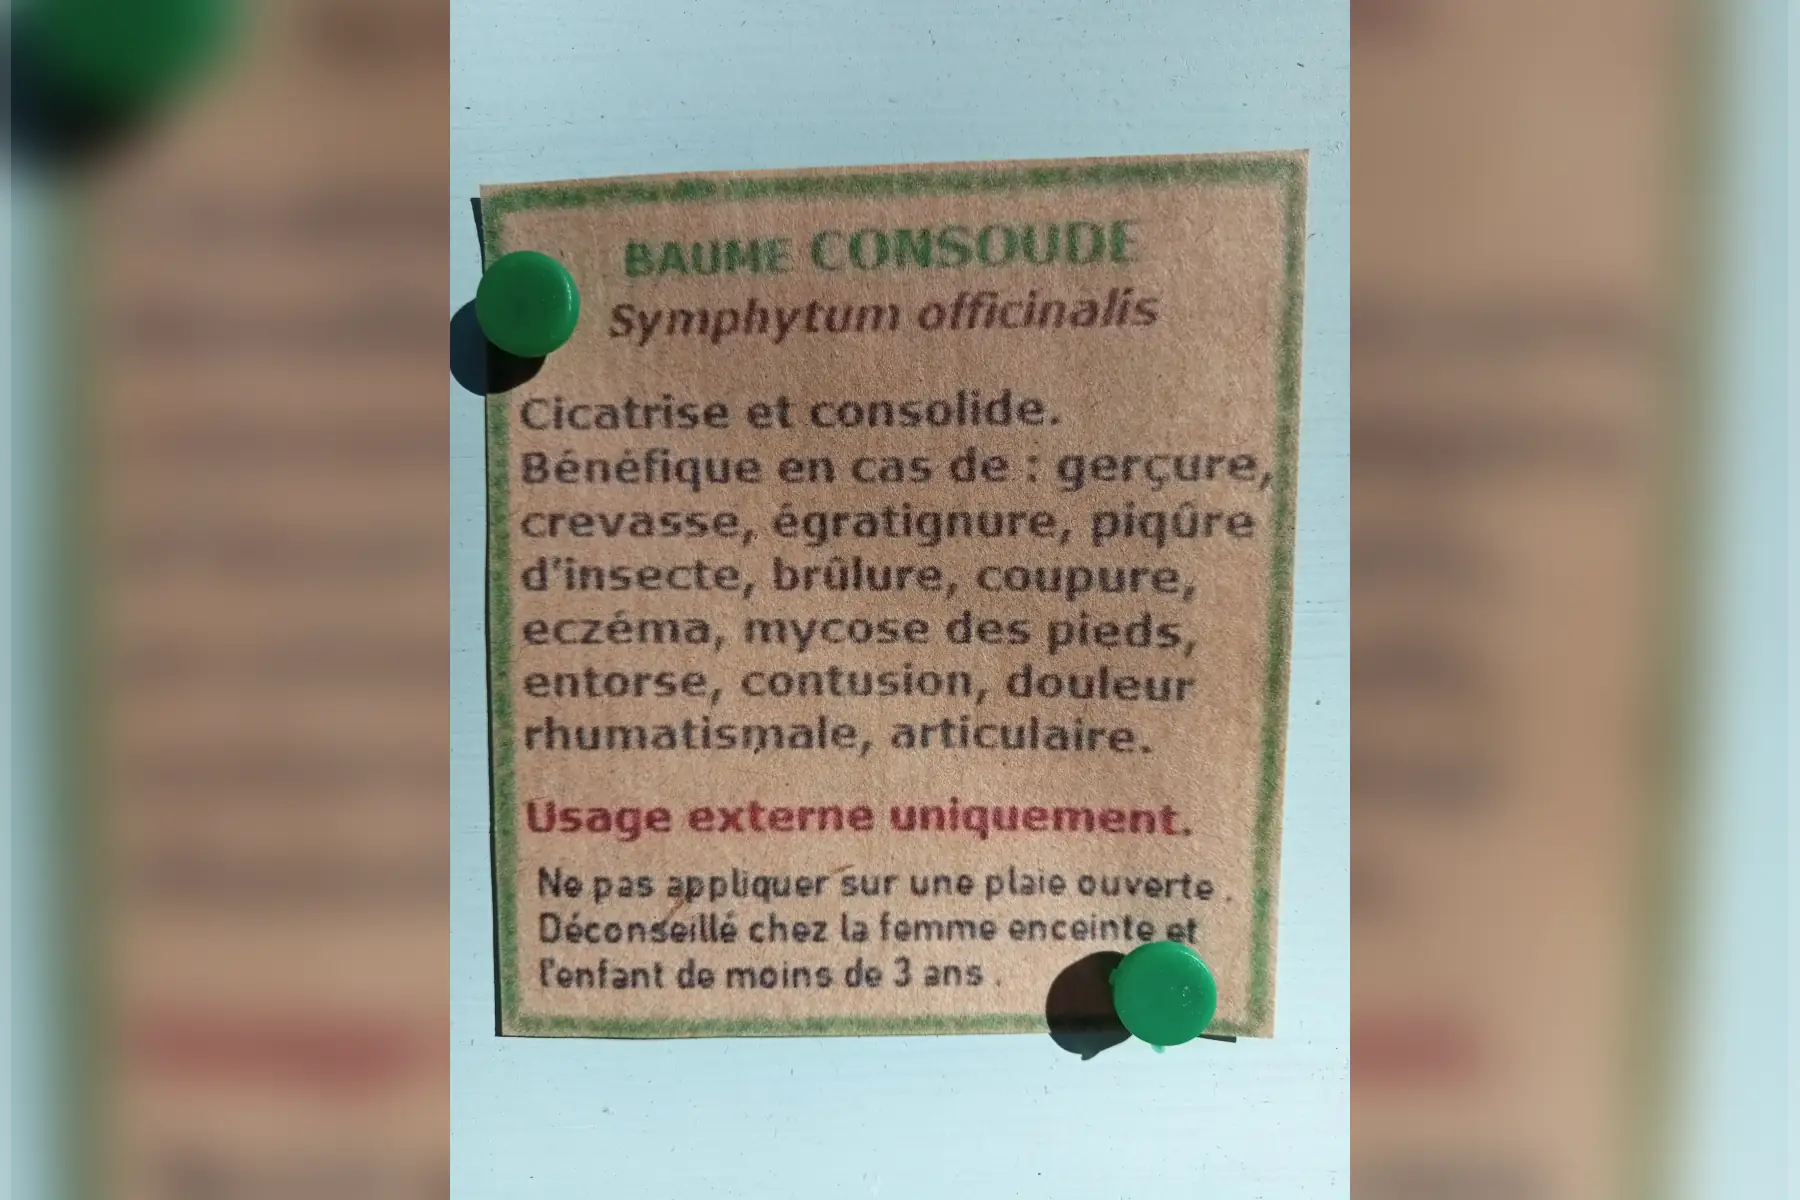 BAUME CONSOUDE
Symphytum officinalis
Cicatrise et consolide.
Bénéfique en cas de : gerçure,
crevasse, égratignure, piqûre
d'insecte, brûlure, coupure,
eczéma, mycose des pieds,
entorse, contusion, douleur
rhumatismale, articulaire.
Usage externe uniquement.
Ne pas appliquer sur une plaie ouverte .
Déconseillé chez la femme enceinte et
l'enfant de moins de 3 ans .